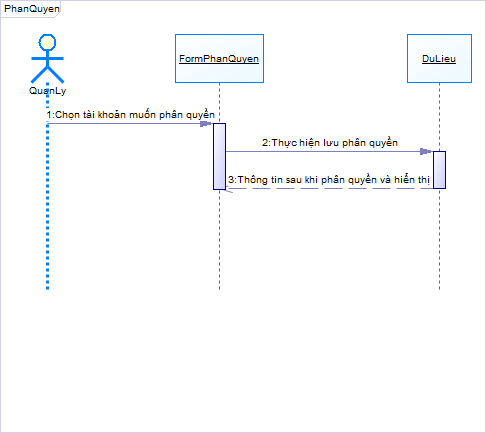 PhanQuyen
FormPhanQuyen
DuLieu
QuanLy
1:Chọn tài khoản muốn phân quyền
2:Thực hiện lưu phân quyền
3:Thông tin sau khi phân quyền và hiển thị